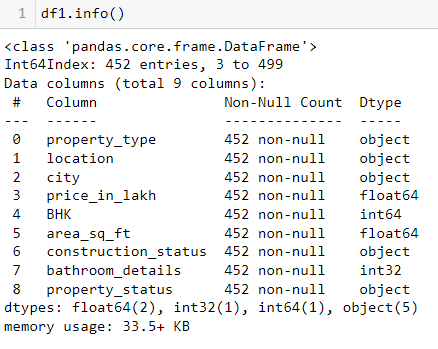 1 df1.info()
<class 'pandas.core.frame.DataFrame'>
Int64Index: 452 entries, 3 to 499
Data columns (total 9 columns):
 #   Column               Non-Null Count  Dtype
---  ------               --------------  -----
 0   property_type        452 non-null    object
 1   location             452 non-null    object
 2   city                 452 non-null    object
 3   price_in_lakh        452 non-null    float64
 4   BHK                  452 non-null    int64
 5   area_sq_ft           452 non-null    float64
 6   construction_status  452 non-null    object
 7   bathroom_details     452 non-null    int32
 8   property_status      452 non-null    object
dtypes: float64(2), int32(1), int64(1), object(5)
memory usage: 33.5+ KB